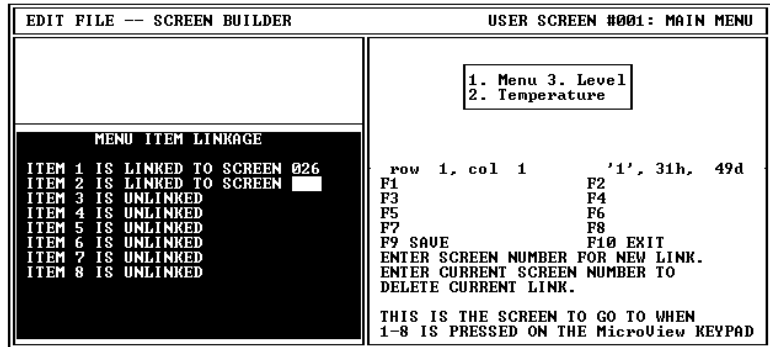 EDIT FILE -- SCREEN BUILDER
USER SCREEN #001: MAIN MENU
MENU ITEM LINKAGE
ITEM 1 IS LINKED TO SCREEN 026
ITEM 2 IS LINKED TO SCREEN
ITEM 3 IS UNLINKED
ITEM 4 IS UNLINKED
ITEM 5 IS UNLINKED
ITEM 6 IS UNLINKED
ITEM 7 IS UNLINKED
ITEM 8 IS UNLINKED
1. Menu 3. Level
2. Temperature
row 1, col 1 '1', 31h, 49d
F1 F2
F3 F4
F5 F6
F7 F8
F9 SAVE F10 EXIT
ENTER SCREEN NUMBER FOR NEW LINK.
ENTER CURRENT SCREEN NUMBER TO
DELETE CURRENT LINK.
THIS IS THE SCREEN TO GO TO WHEN
1-8 IS PRESSED ON THE MicroView KEYPAD